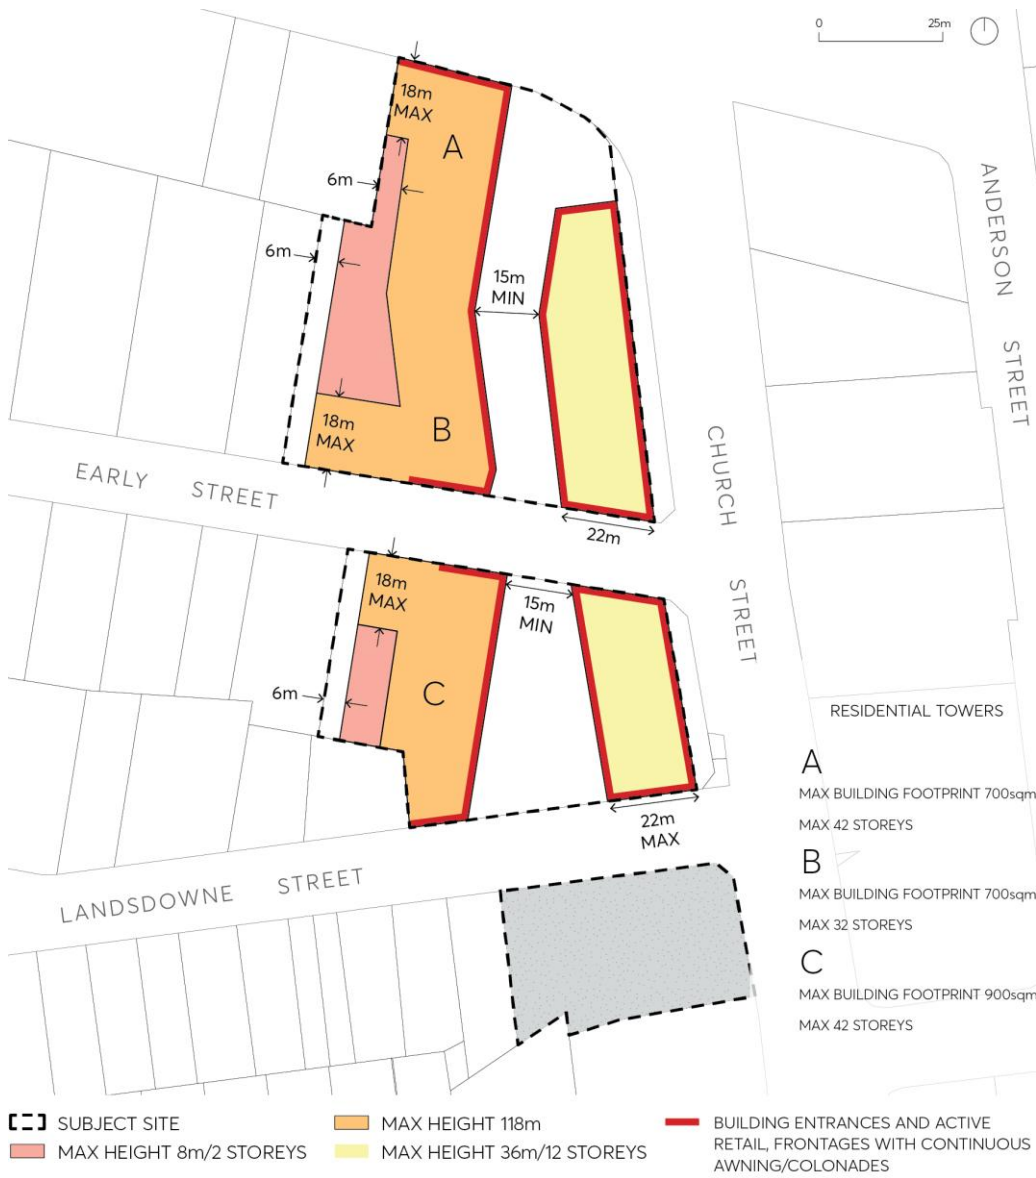 0
25m
18m
MAX
A
6m
6m
15m
MIN
18m
MAX
B
22m
EARLY STREET
CHURCH STREET
ANDERSON STREET
18m
MAX
15m
MIN
6m
C
22m
MAX
LANDSDOWNE STREET
RESIDENTIAL TOWERS
A
MAX BUILDING FOOTPRINT 700sqm
MAX 42 STOREYS
B
MAX BUILDING FOOTPRINT 700sqm
MAX 32 STOREYS
C
MAX BUILDING FOOTPRINT 900sqm
MAX 42 STOREYS
SUBJECT SITE
MAX HEIGHT 8m/2 STOREYS
MAX HEIGHT 118m
MAX HEIGHT 36m/12 STOREYS
BUILDING ENTRANCES AND ACTIVE
RETAIL, FRONTAGES WITH CONTINUOUS
AWNING/COLONADES